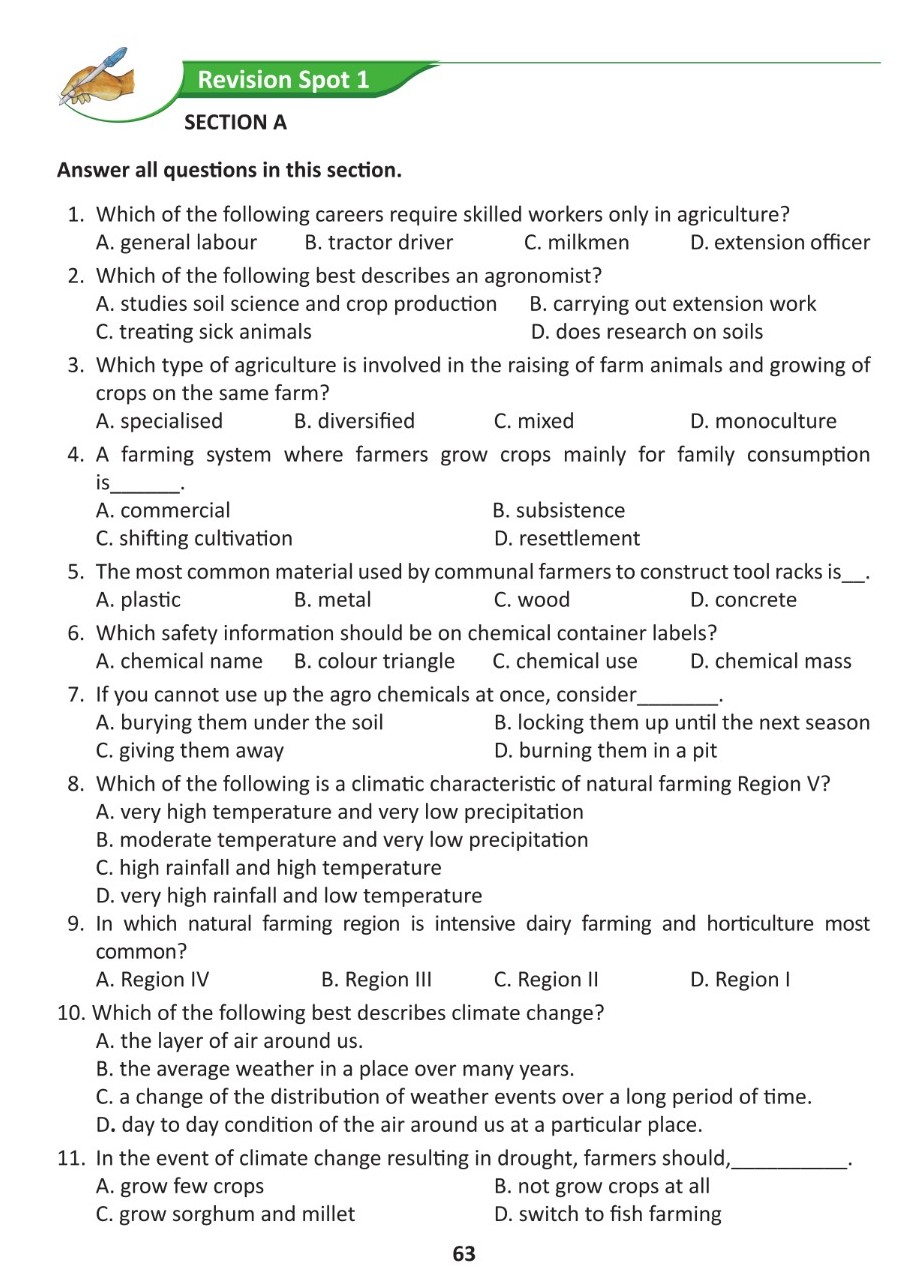 Revision Spot 1
SECTION A
Answer all questions in this section.
1. Which of the following careers require skilled workers only in agriculture?
A. general labour B. tractor driver C. milkmen D. extension officer
2. Which of the following best describes an agronomist?
A. studies soil science and crop production B. carrying out extension work
C. treating sick animals D. does research on soils
3. Which type of agriculture is involved in the raising of farm animals and growing of
crops on the same farm?
A. specialised B. diversified C. mixed D. monoculture
4. A farming system where farmers grow crops mainly for family consumption
is______.
A. commercial B. subsistence
C. shifting cultivation D. resettlement
5. The most common material used by communal farmers to construct tool racks is__.
A. plastic B. metal C. wood D. concrete
6. Which safety information should be on chemical container labels?
A. chemical name B. colour triangle C. chemical use D. chemical mass
7. If you cannot use up the agro chemicals at once, consider_______.
A. burying them under the soil B. locking them up until the next season
C. giving them away D. burning them in a pit
8. Which of the following is a climatic characteristic of natural farming Region V?
A. very high temperature and very low precipitation
B. moderate temperature and very low precipitation
C. high rainfall and high temperature
D. very high rainfall and low temperature
9. In which natural farming region is intensive dairy farming and horticulture most
common?
A. Region IV B. Region III C. Region II D. Region I
10. Which of the following best describes climate change?
A. the layer of air around us.
B. the average weather in a place over many years.
C. a change of the distribution of weather events over a long period of time.
D. day to day condition of the air around us at a particular place.
11. In the event of climate change resulting in drought, farmers should,__________.
A. grow few crops B. not grow crops at all
C. grow sorghum and millet D. switch to fish farming
63